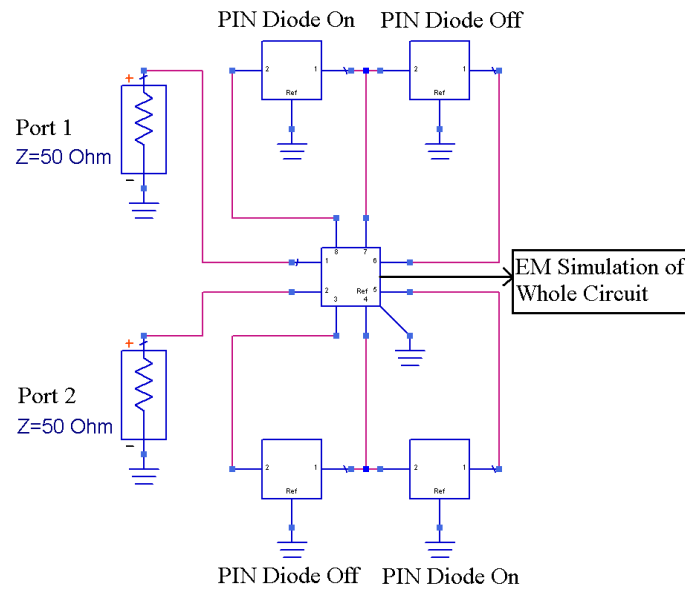 PIN Diode On
PIN Diode Off
2
1
Ref
2
1
Ref
+
Port 1
Z=50 Ohm
-
8
7
1
6
2
Ref
5
3
4
EM Simulation of
Whole Circuit
+
Port 2
Z=50 Ohm
-
2
1
Ref
2
1
Ref
PIN Diode Off
PIN Diode On